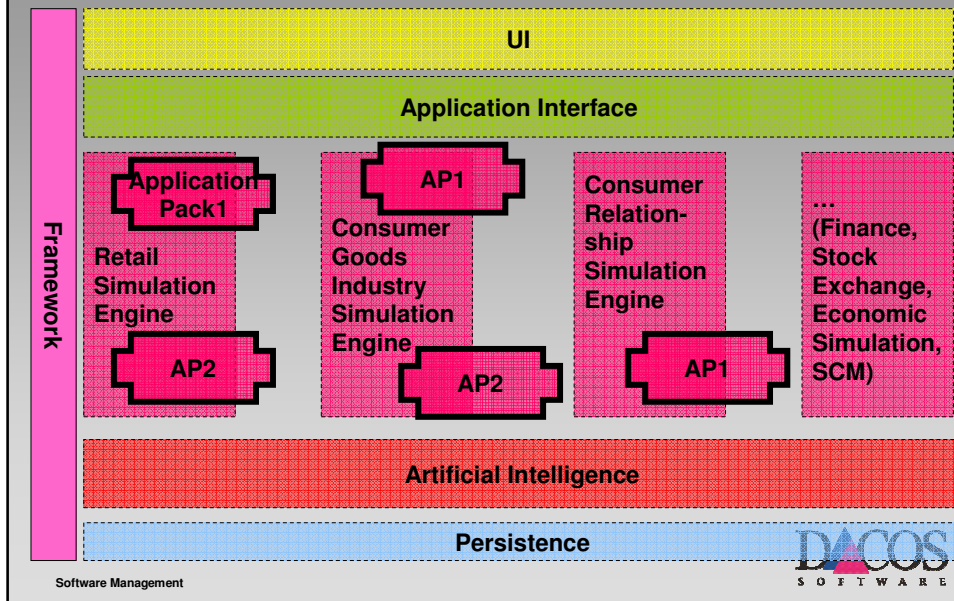 UI
Application Interface
Framework
Application
Pack1
Retail
Simulation
Engine
AP2
AP1
Consumer
Goods
Industry
Simulation
Engine
AP2
Consumer
Relation-
ship
Simulation
Engine
AP1
...
(Finance,
Stock
Exchange,
Economic
Simulation,
SCM)
Artificial Intelligence
Persistence
Software Management
DACOS
SOFTWARE